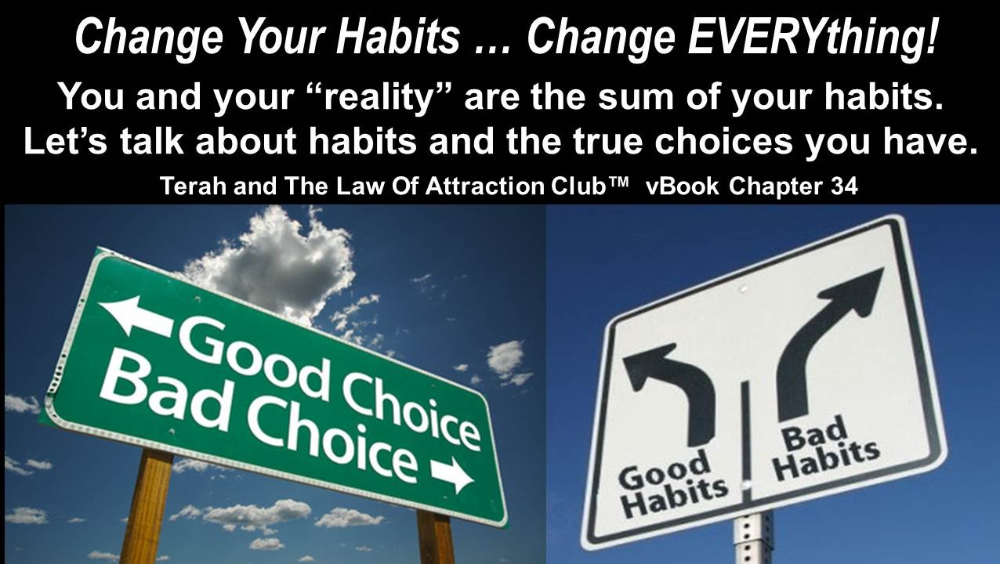 Change Your Habits … Change EVERYthing!
You and your “reality” are the sum of your habits.
Let’s talk about habits and the true choices you have.
Terah and The Law Of Attraction Club™ vBook Chapter 34
Good Choice
Bad Choice
Good
Habits
Bad
Habits